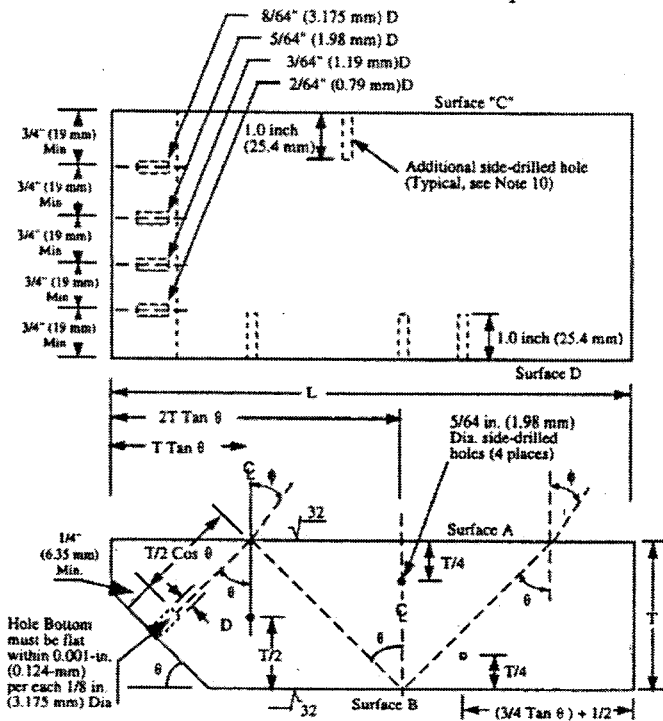 8/64" (3.175 mm) D
5/64" (1.98 mm) D
3/64" (1.19 mm)D
2/64" (0.79 mm)D
Surface "C"
3/4" (19 mm)
Min
1.0 inch
(25.4 mm)
Additional side-drilled hole
(Typical, see Note 10)
3/4" (19 mm)
Min
3/4" (19 mm)
Min
3/4" (19 mm)
Min
3/4" (19 mm)
Min
1.0 inch (25.4 mm)
Surface D
L
2T Tan θ
T Tan θ
5/64 in. (1.98 mm)
Dia. side-drilled
holes (4 places)
℄
ϕ
ϕ
32
Surface A
1/4"
(6.35 mm)
Min.
T/2 Cos θ
T/4
θ
θ
℄
T
D
Hole Bottom
must be flat
within 0.001-in.
(0.124-mm)
per each 1/8 in.
(3.175 mm) Dia
T/2
θ
θ
T/4
32
Surface B
(3/4 Tan θ) + 1/2